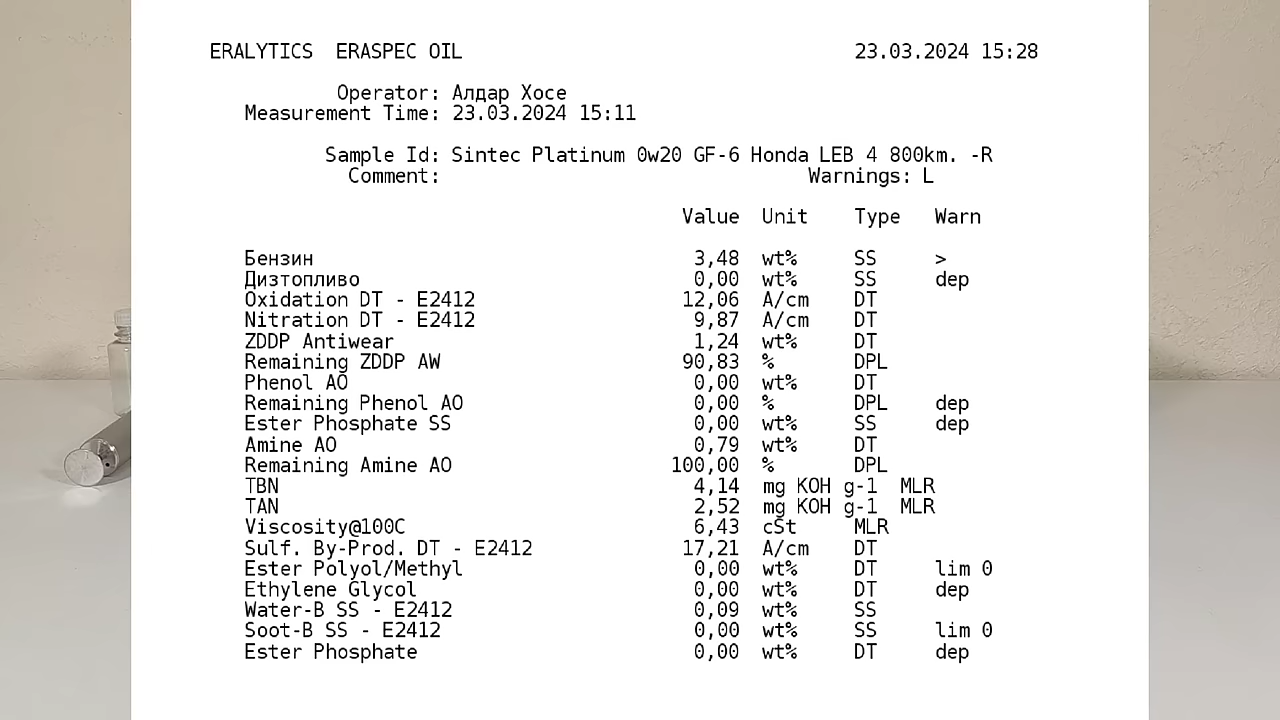 ERALYTICS ERASPEC OIL 23.03.2024 15:28
Operator: Алдар Хосе
Measurement Time: 23.03.2024 15:11
Sample Id: Sintec Platinum 0w20 GF-6 Honda LEB 4 800km. -R
Comment: Warnings: L
Value Unit Type Warn
Бензин 3,48 wt% SS >
Дизтопливо 0,00 wt% SS dep
Oxidation DT - E2412 12,06 A/cm DT
Nitration DT - E2412 9,87 A/cm DT
ZDDP Antiwear 1,24 wt% DT
Remaining ZDDP AW 90,83 % DPL
Phenol AO 0,00 wt% DT
Remaining Phenol AO 0,00 % DPL dep
Ester Phosphate SS 0,00 wt% SS dep
Amine AO 0,79 wt% DT
Remaining Amine AO 100,00 % DPL
TBN 4,14 mg KOH g-1 MLR
TAN 2,52 mg KOH g-1 MLR
Viscosity@100C 6,43 cSt MLR
Sulf. By-Prod. DT - E2412 17,21 A/cm DT
Ester Polyol/Methyl 0,00 wt% DT lim 0
Ethylene Glycol 0,00 wt% DT dep
Water-B SS - E2412 0,09 wt% SS
Soot-B SS - E2412 0,00 wt% SS lim 0
Ester Phosphate 0,00 wt% DT dep